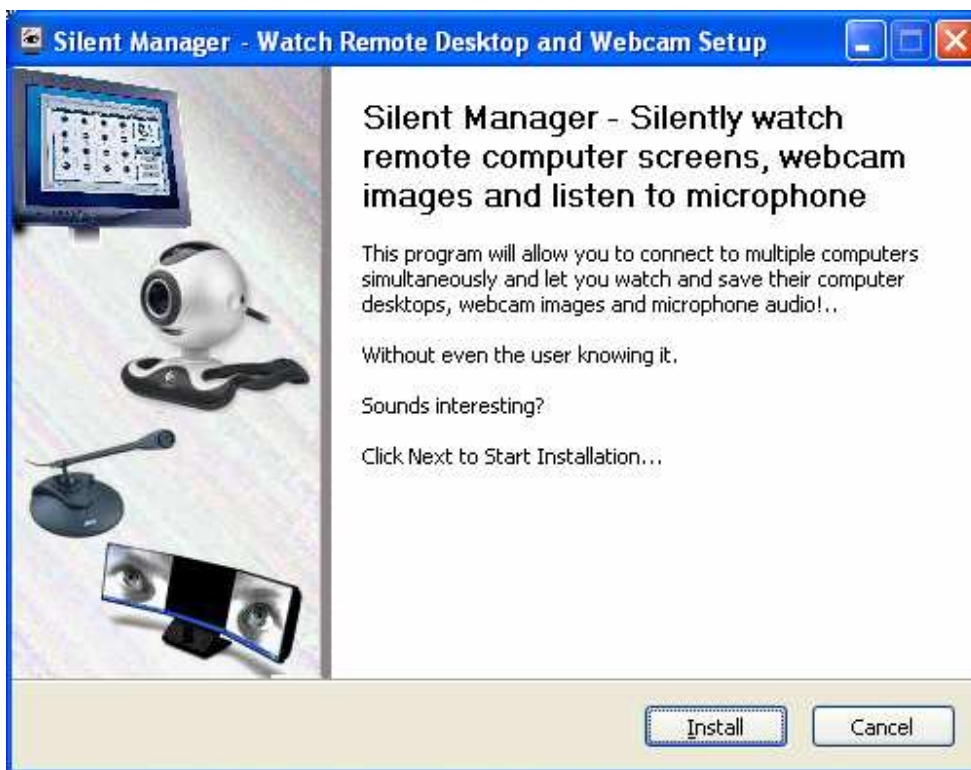 Silent Manager - Watch Remote Desktop and Webcam Setup
Silent Manager - Silently watch
remote computer screens, webcam
images and listen to microphone
This program will allow you to connect to multiple computers
simultaneously and let you watch and save their computer
desktops, webcam images and microphone audio!..
Without even the user knowing it.
Sounds interesting?
Click Next to Start Installation...
Install
Cancel